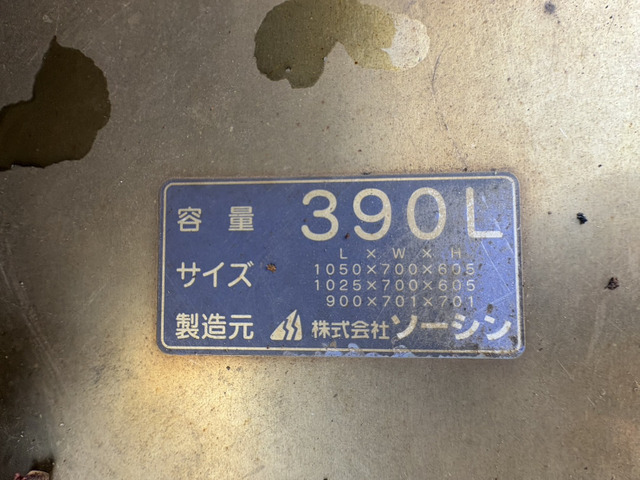 容量 390L
L × W × H
サイズ 1050×700×605
1025×700×605
900×701×701
製造元 株式会社ソーシン